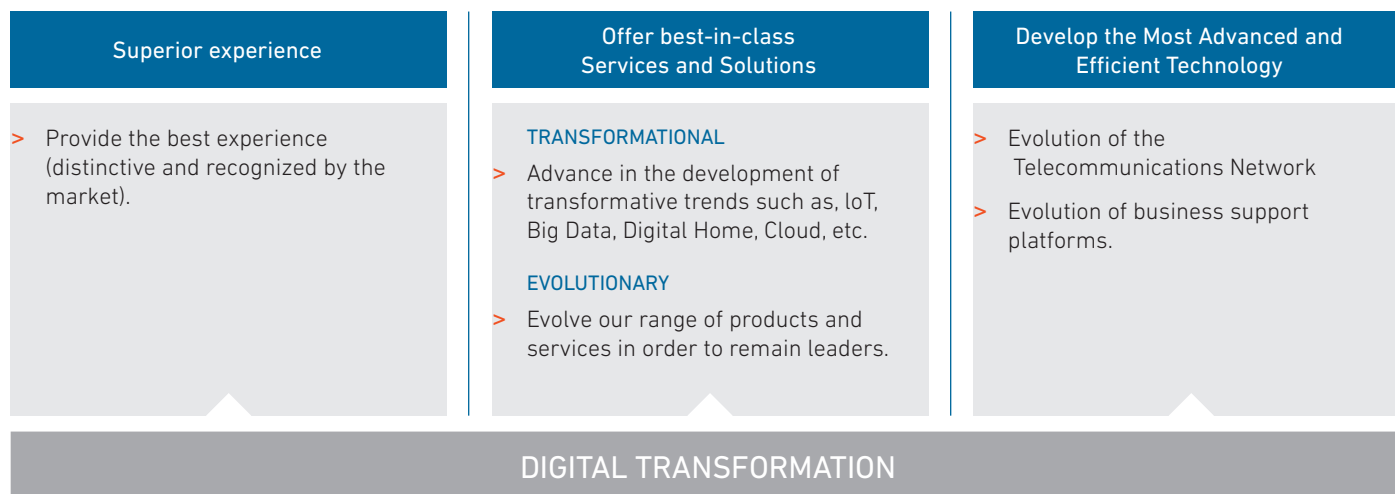 Superior experience
> Provide the best experience
(distinctive and recognized by the
market).
Offer best-in-class
Services and Solutions
TRANSFORMATIONAL
> Advance in the development of
transformative trends such as, loT,
Big Data, Digital Home, Cloud, etc.
EVOLUTIONARY
> Evolve our range of products and
services in order to remain leaders.
Develop the Most Advanced and
Efficient Technology
> Evolution of the
Telecommunications Network
> Evolution of business support
platforms.
DIGITAL TRANSFORMATION